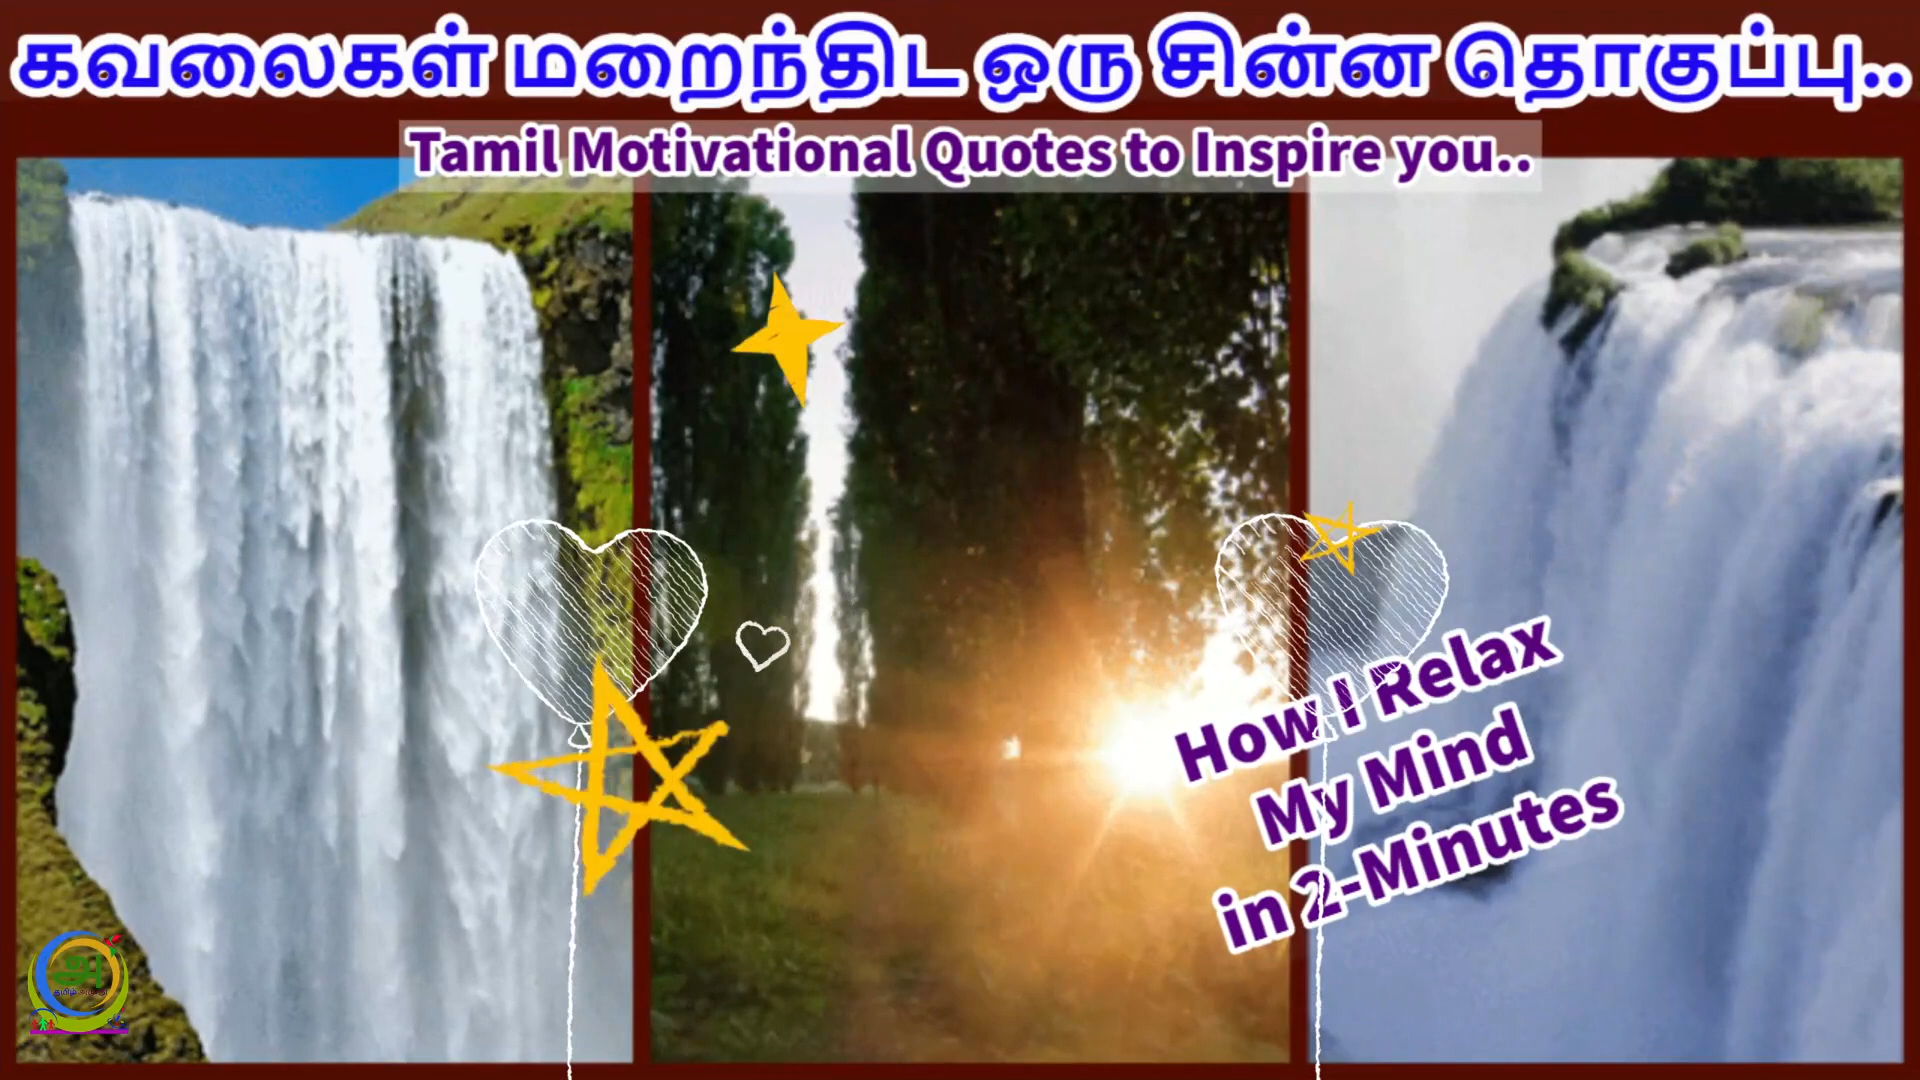 கவலைகள் மறைந்திட ஒரு சின்ன தொகுப்பு..
Tamil Motivational Quotes to Inspire you..
How I Relax
My Mind
in 2-Minutes
அ